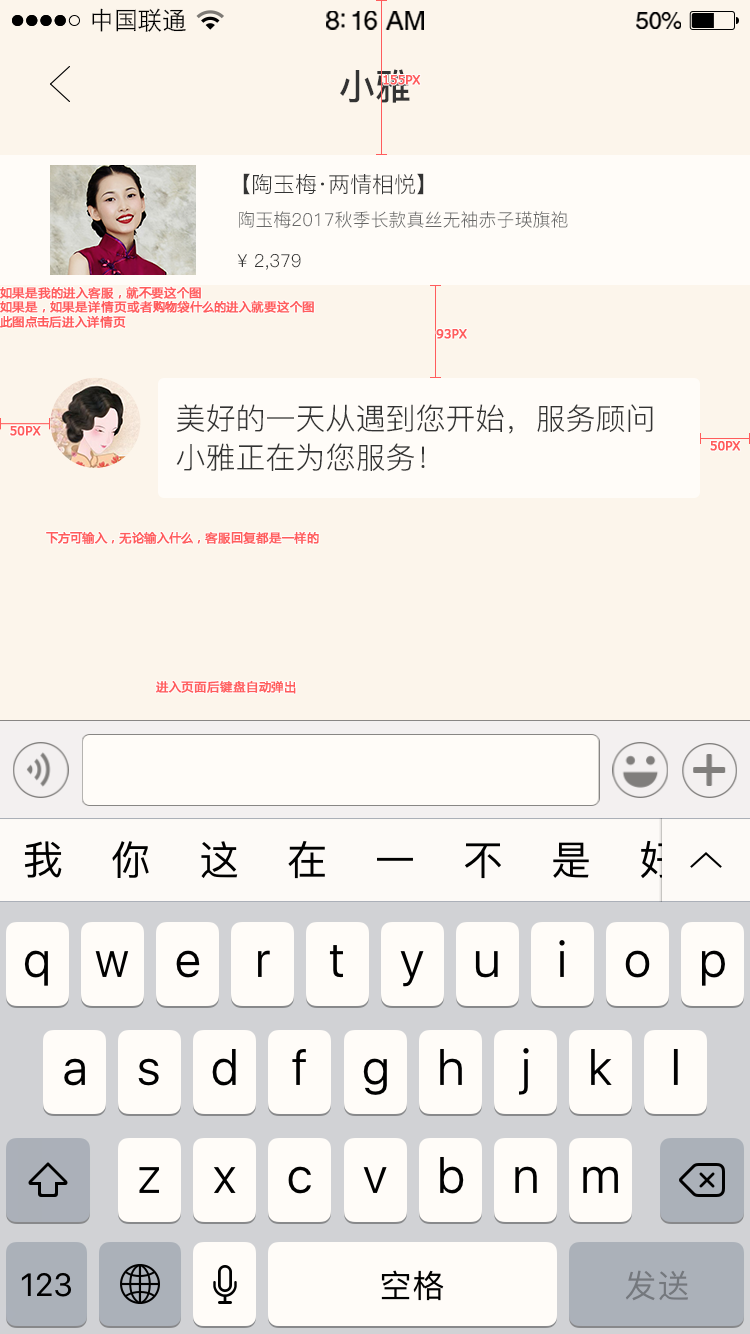 中国联通
8:16 AM
50%
小雅
155PX
【陶玉梅·两情相悦】
陶玉梅2017秋季长款真丝无袖赤子瑛旗袍
¥ 2,379
如果是我的进入客服，就不要这个图
如果是，如果是详情页或者购物袋什么的进入就要这个图
此图点击后进入详情页
93PX
50PX
美好的一天从遇到您开始，服务顾问
小雅正在为您服务！
50PX
下方可输入，无论输入什么，客服回复都是一样的
进入页面后键盘自动弹出
我 你 这 在 一 不 是 好
q w e r t y u i o p
a s d f g h j k l
z x c v b n m
123 空格 发送